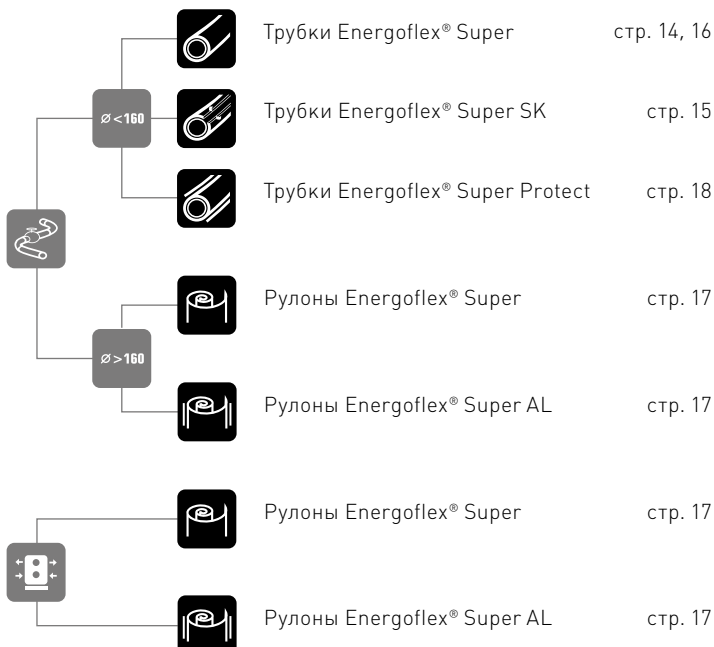 Трубки Energoflex® Super стр. 14, 16
ø<160
Трубки Energoflex® Super SK стр. 15
Трубки Energoflex® Super Protect стр. 18
Рулоны Energoflex® Super стр. 17
ø>160
Рулоны Energoflex® Super AL стр. 17
Рулоны Energoflex® Super стр. 17
Рулоны Energoflex® Super AL стр. 17